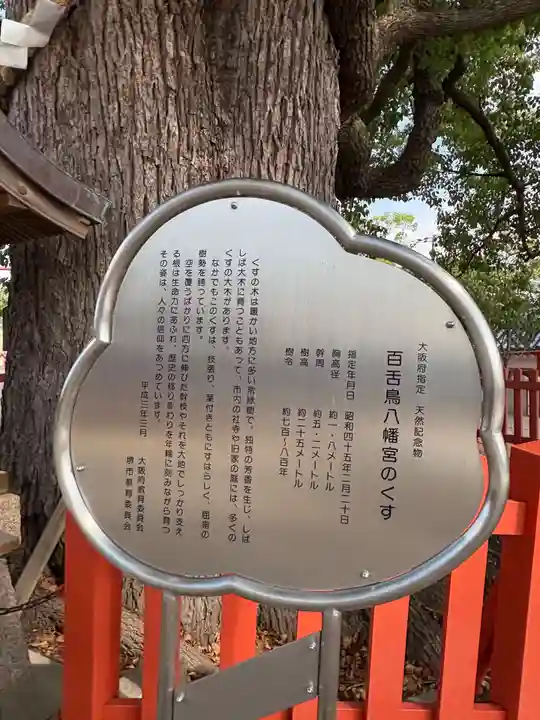 大阪府指定　天然記念物
百舌鳥八幡宮のくす
指定年月日　昭和四十五年二月二十日
胸高径　約一・八メートル
幹周　約五・二メートル
樹高　約二十五メートル
樹令　約七百～八百年
くすの木は暖かい地方に多い常緑樹で、独特の芳香を生じ、しば
しば大木に育つこともあって、市内の社寺や旧家の庭には、多くの
くすの大木があります。
なかでもこのくすは、枝張り、葉付きともにすばらしく、屈指の
樹勢を誇っています。
空を覆うばかりに四方に伸びた樹枝やそれを大地でしっかり支え
る根は生命力にあふれ、歴史の移り変わりを年輪に刻みながら育つ
その姿は、人々の信仰をあつめています。
平成三年三月
大阪府教育委員会
堺市教育委員会